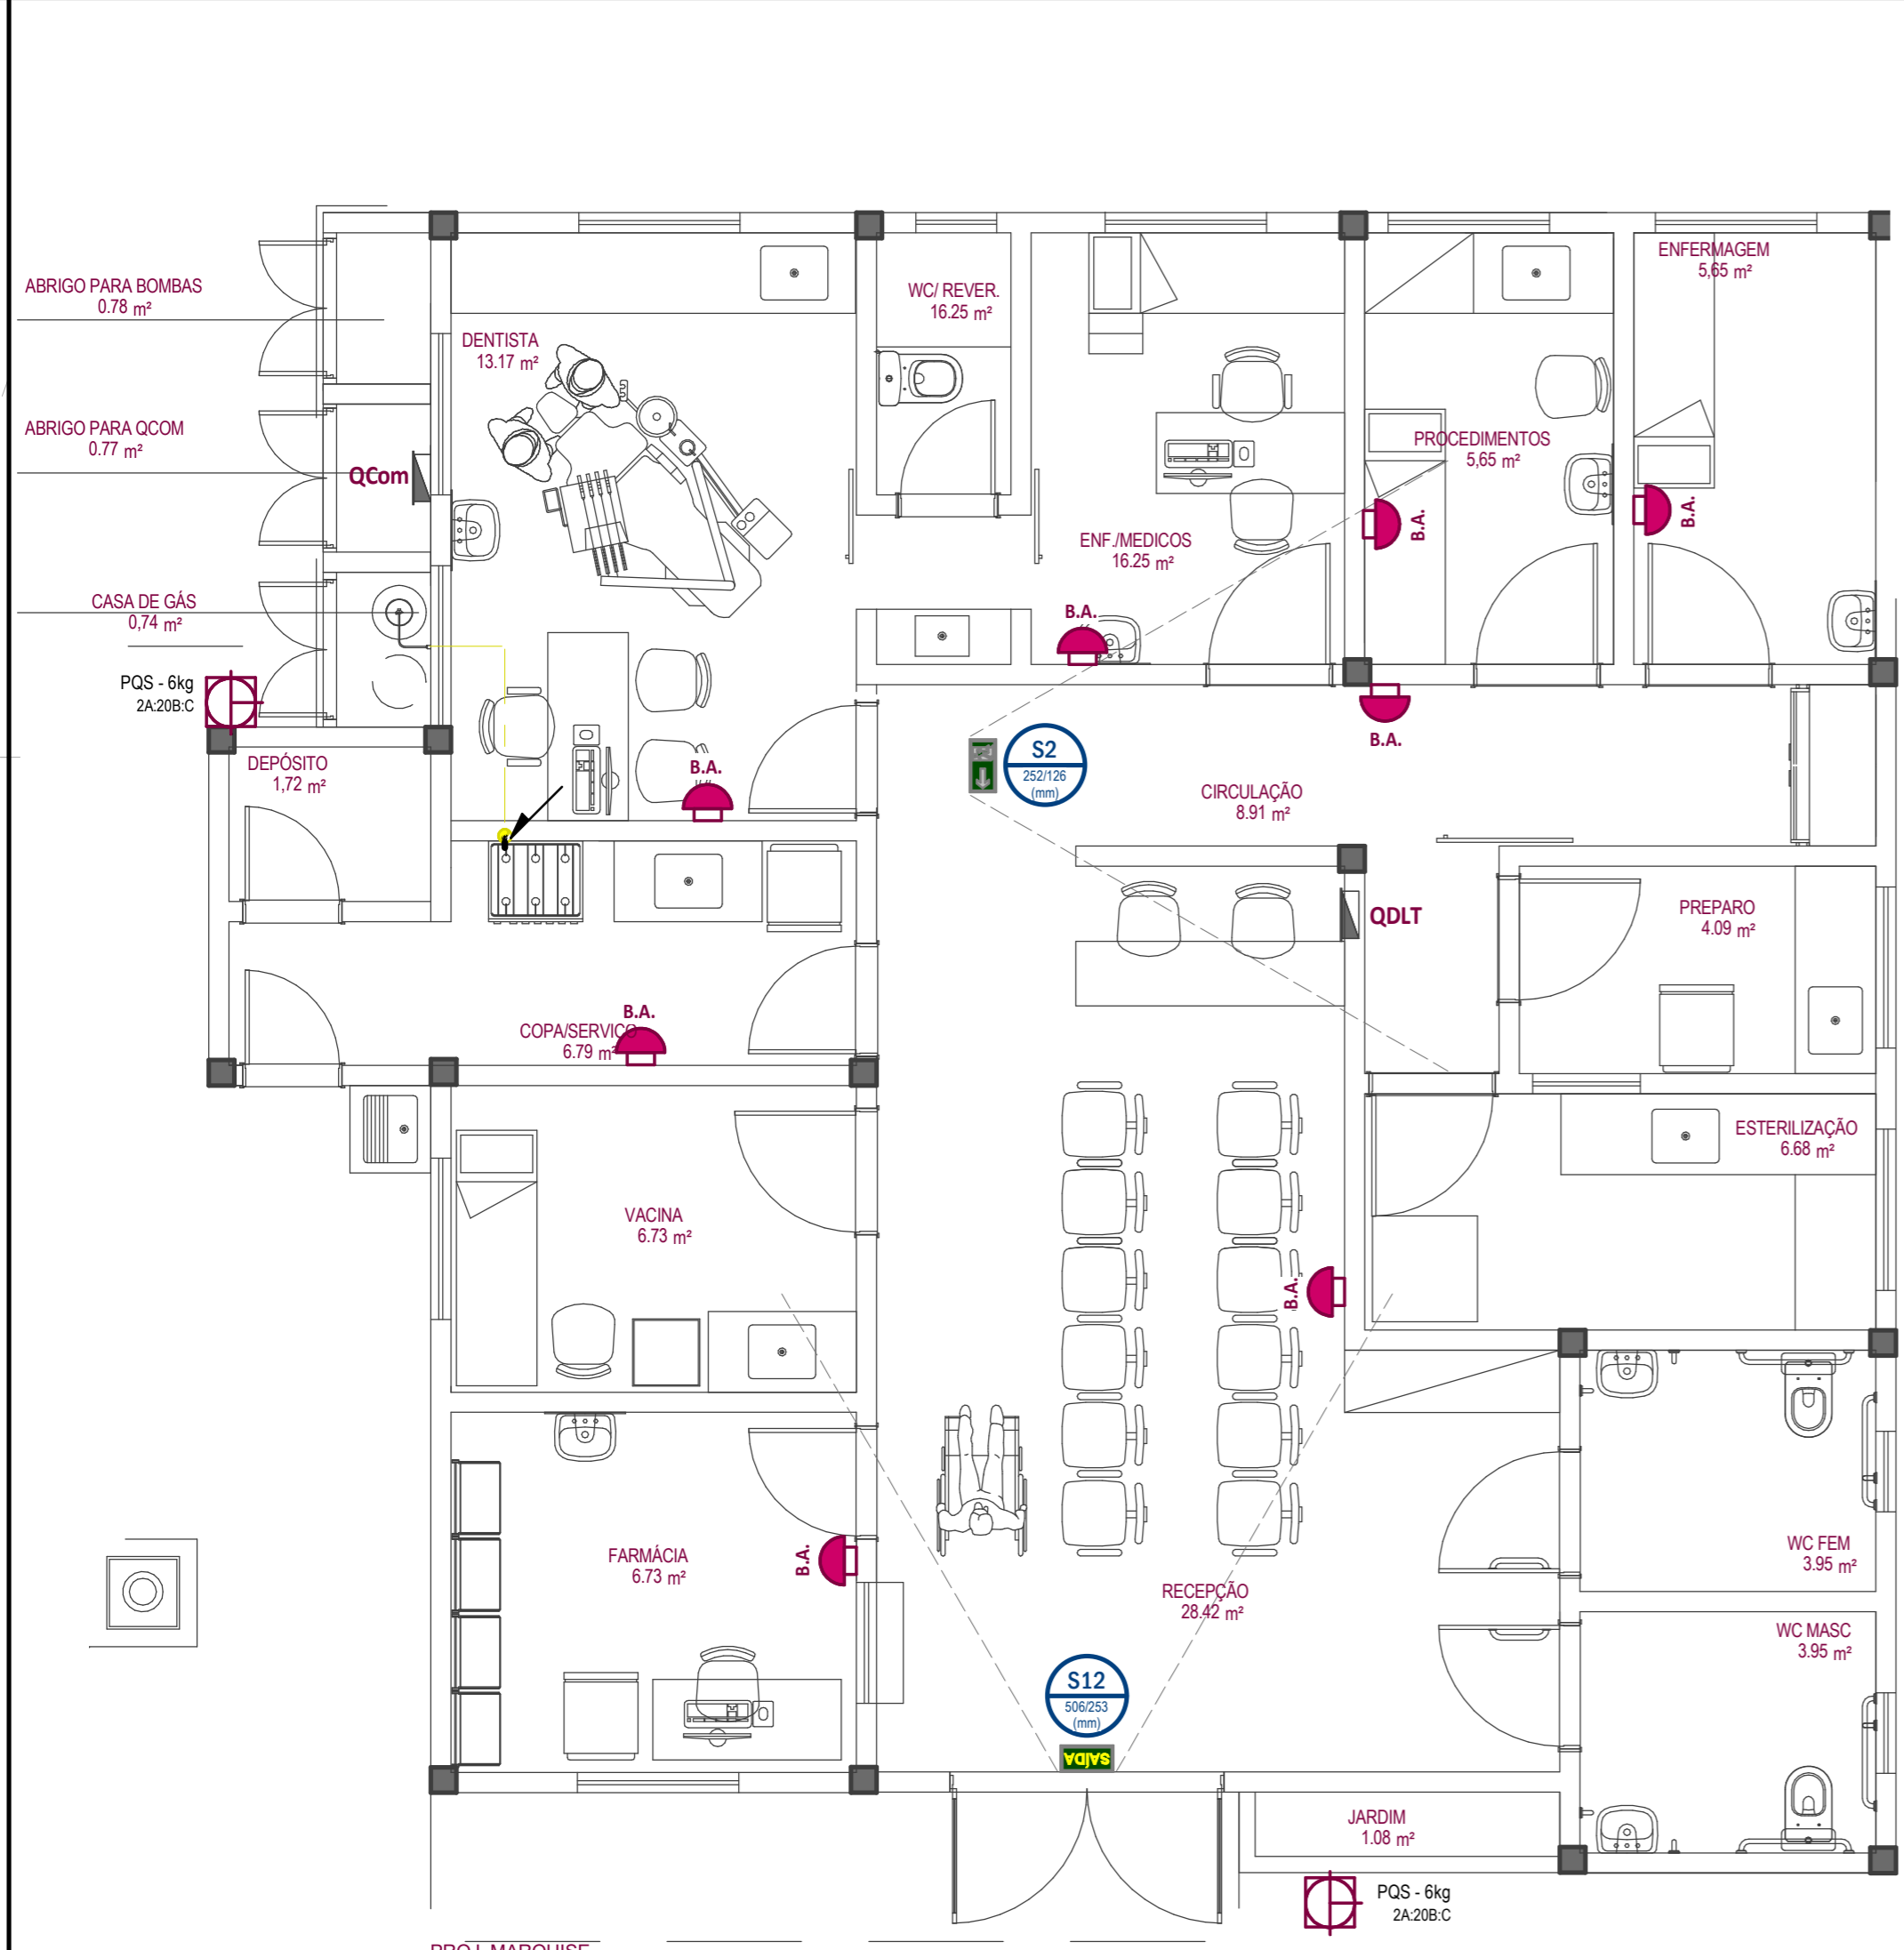 ENFERMAGEM
5,65 m²
ABRIGO PARA BOMBAS
0.78 m²
WC/ REVER.
16.25 m²
DENTISTA
13.17 m²
ABRIGO PARA QCOM
0.77 m²
PROCEDIMENTOS
5,65 m²
QCom
B.A.
B.A.
ENF./MEDICOS
16.25 m²
CASA DE GÁS
0,74 m²
B.A.
PQS - 6kg
2A:20B:C
B.A.
S2
252/126
(mm)
DEPÓSITO
1,72 m²
B.A.
CIRCULAÇÃO
8.91 m²
QDLT
PREPARO
4.09 m²
B.A.
COPA/SERVIÇO
6.79 m²
ESTERILIZAÇÃO
6.68 m²
VACINA
6.73 m²
B.A.
FARMÁCIA
6.73 m²
B.A.
RECEPÇÃO
28.42 m²
WC FEM
3.95 m²
WC MASC
3.95 m²
S12
506/253
(mm)
SAÍDA
JARDIM
1.08 m²
PQS - 6kg
2A:20B:C
PROJ. MARQUISE